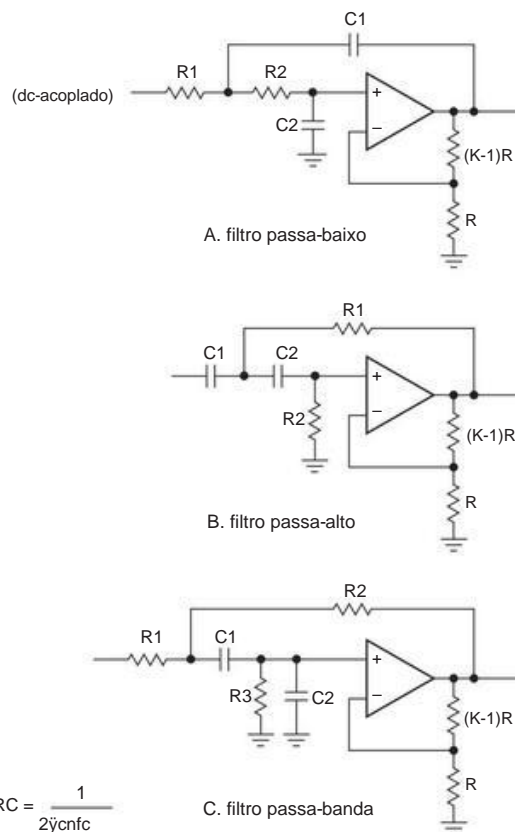 C1
R1
R2
(dc-acoplado)
+
C2
–
(K-1)R
R
A. filtro passa-baixo
R1
C1
C2
+
R2
–
(K-1)R
R
B. filtro passa-alto
R2
R1
C1
+
R3
C2
–
(K-1)R
R
RC = 1
2ÿcnfc
C. filtro passa-banda